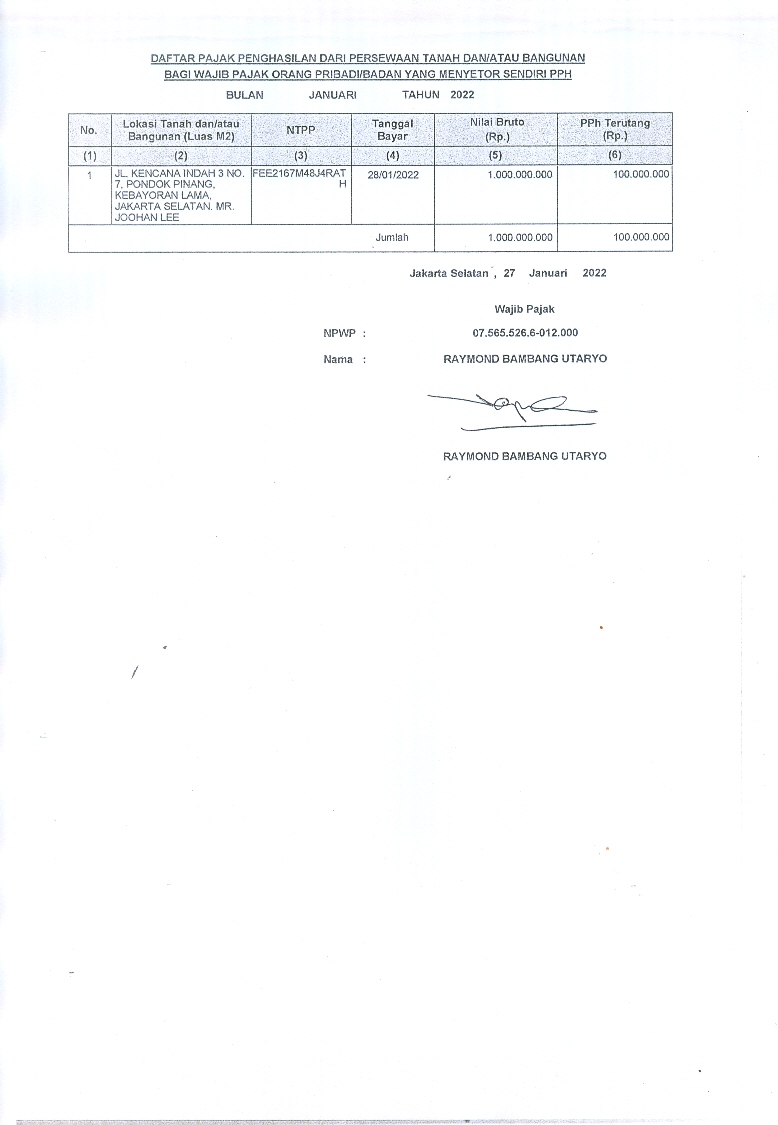 DAFTAR PAJAK PENGHASILAN DARI PERSEWAAN TANAH DAN/ATAU BANGUNAN
BAGI WAJIB PAJAK ORANG PRIBADI/BADAN YANG MENYETOR SENDIRI PPH
BULAN JANUARI TAHUN 2022
No. Lokasi Tanah dan/atau Bangunan (Luas M2) NTPP Tanggal Bayar Nilai Bruto (Rp.) PPh Terutang (Rp.)
(1) (2) (3) (4) (5) (6)
1 JL. KENCANA INDAH 3 NO. FEE2167M48J4RAT 28/01/2022 1.000.000.000 100.000.000
7, PONDOK PINANG, H
KEBAYORAN LAMA,
JAKARTA SELATAN. MR.
JOOHAN LEE
Jumlah 1.000.000.000 100.000.000
Jakarta Selatan , 27 Januari 2022
Wajib Pajak
NPWP : 07.565.526.6-012.000
Nama : RAYMOND BAMBANG UTARYO
RAYMOND BAMBANG UTARYO